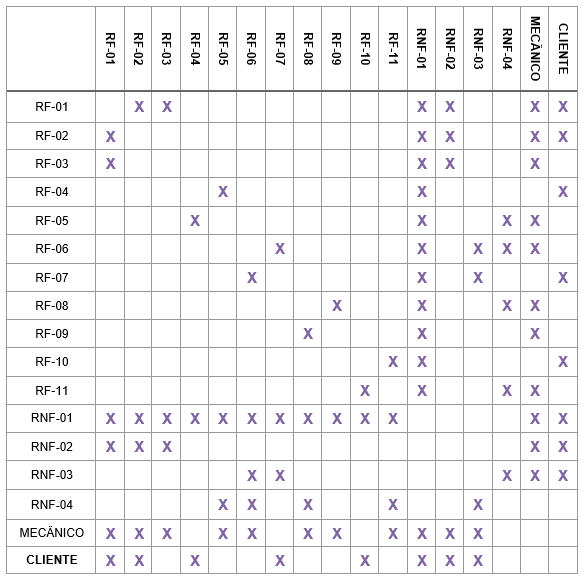 RF-01 RF-02 RF-03 RF-04 RF-05 RF-06 RF-07 RF-08 RF-09 RF-10 RF-11 RNF-01 RNF-02 RNF-03 RNF-04 MECÂNICO CLIENTE
RF-01 X X X X X X
RF-02 X X X X X
RF-03 X X X X
RF-04 X X X
RF-05 X X X X
RF-06 X X X X X
RF-07 X X X X
RF-08 X X X X
RF-09 X X X
RF-10 X X X
RF-11 X X X X
RNF-01 X X X X X X X X X X X X X
RNF-02 X X X X X
RNF-03 X X X X X
RNF-04 X X X X X
MECÂNICO X X X X X X X X X X X
CLIENTE X X X X X X X X